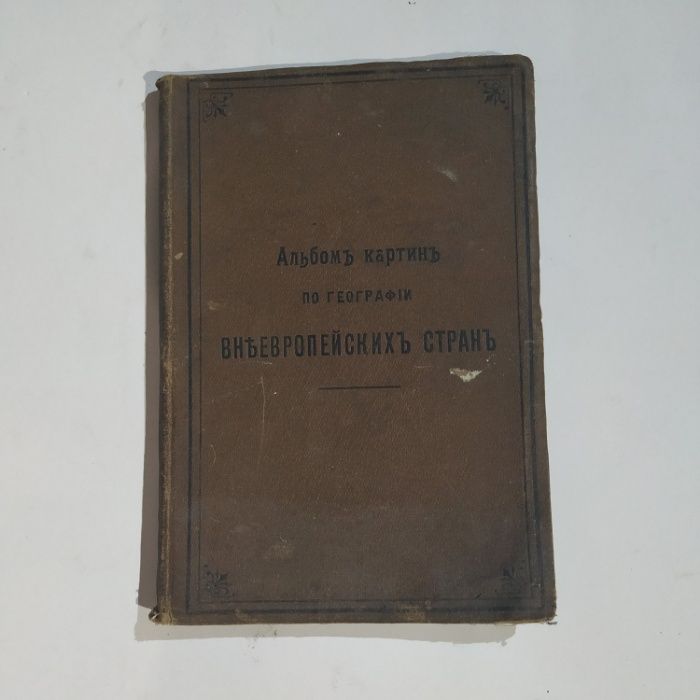 Альбомъ картинъ
ПО ГЕОГРАФІИ
ВНѢЕВРОПЕЙСКИХЪ СТРАНЪ